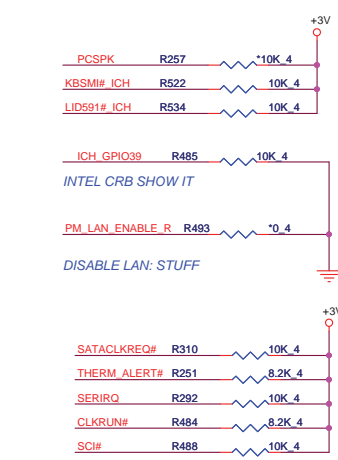 +3V
PCSPK R257 *10K_4
KBSMI#_ICH R522 10K_4
LID591#_ICH R534 10K_4
ICH_GPIO39 R485 10K_4
INTEL CRB SHOW IT
PM_LAN_ENABLE_R R493 *0_4
DISABLE LAN: STUFF
+3V
SATACLKREQ# R310 10K_4
THERM_ALERT# R251 8.2K_4
SERIRQ R292 10K_4
CLKRUN# R484 8.2K_4
SCI# R488 10K_4